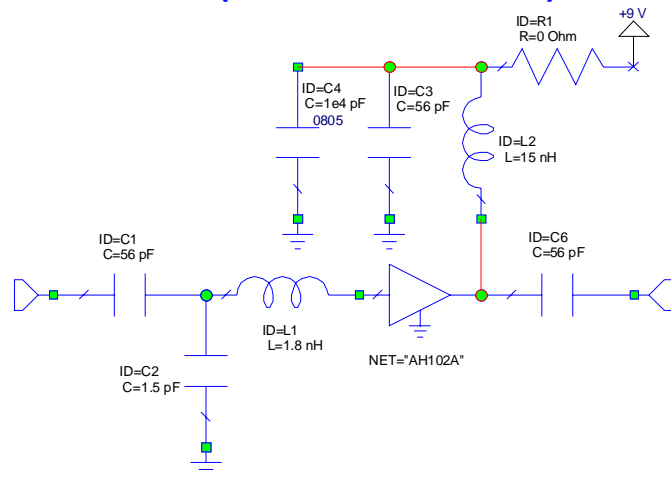 ID=R1
R=0 Ohm
+9 V
ID=C4
C=1e4 pF
0805
ID=C3
C=56 pF
ID=L2
L=15 nH
ID=C1
C=56 pF
ID=C6
C=56 pF
ID=L1
L=1.8 nH
NET="AH102A"
ID=C2
C=1.5 pF